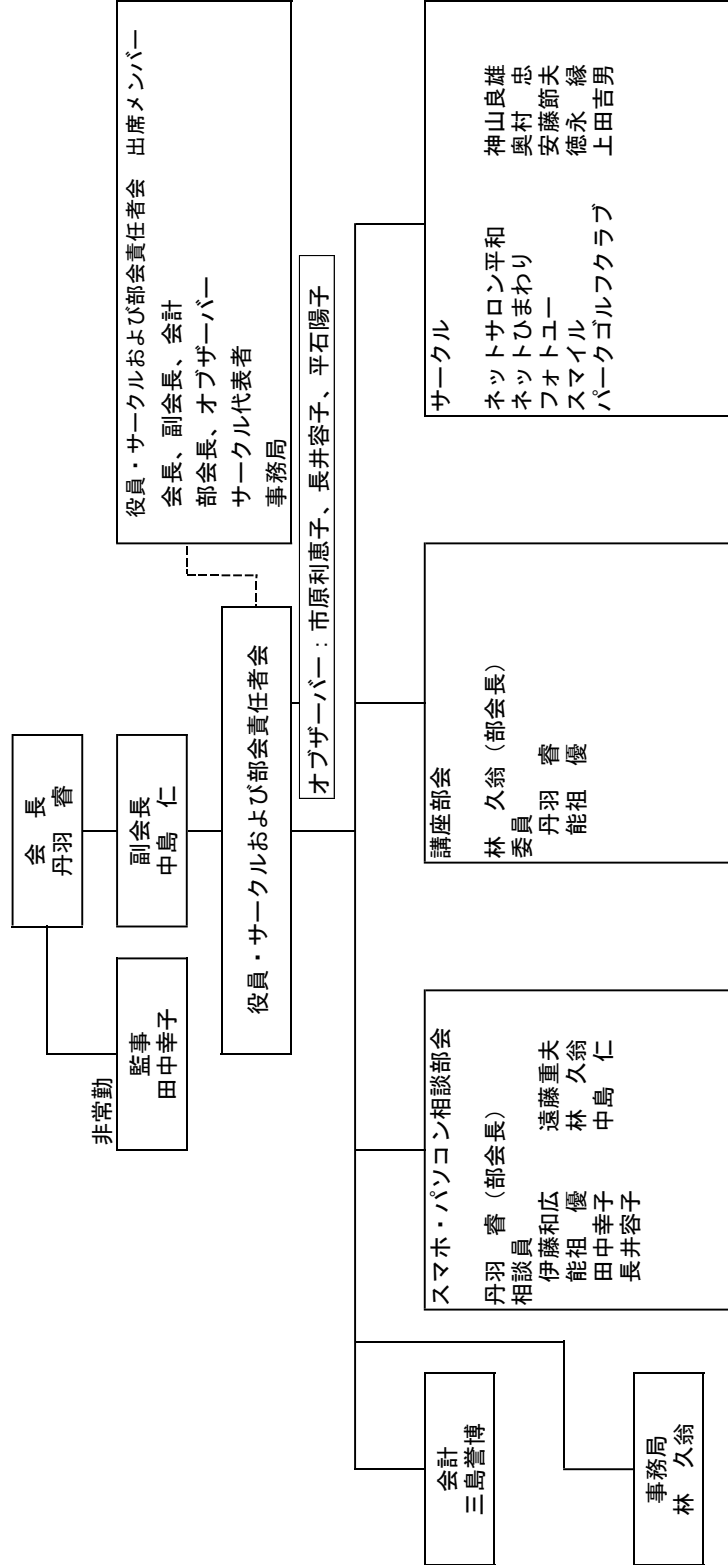 会　長
丹羽　睿
非常勤
監事
田中幸子
副会長
中島　仁
役員・サークルおよび部会責任者会　出席メンバー
会長、副会長、会計
部会長、オブザーバー
サークル代表者
事務局
役員・サークルおよび部会責任者会
オブザーバー：市原利恵子、長井容子、平石陽子
会計
三島誉博
事務局
林　久翁
スマホ・パソコン相談部会
丹羽　睿（部会長）
相談員
伊藤和広　遠藤重夫
能祖　優　林　久翁
田中幸子　中島　仁
長井容子
講座部会
林　久翁（部会長）
委員
丹羽　睿
能祖　優
サークル
ネットサロン平和　神山良雄
ネットひまわり　奥村　忠
フォトユー　安藤節夫
スマイル　徳永　縁
パークゴルフクラブ　上田吉男